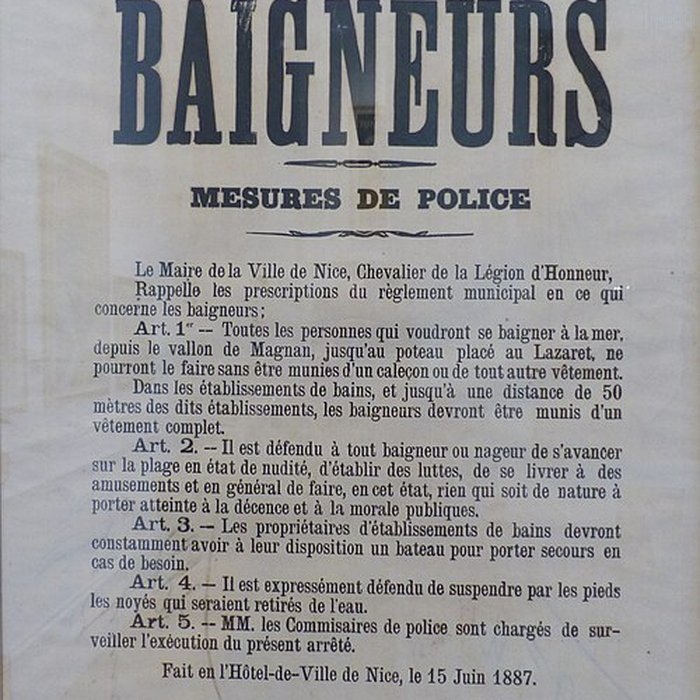 BAIGNEURS
MESURES DE POLICE
Le Maire de la Ville de Nice, Chevalier de la Légion d'Honneur,
Rappelle les prescriptions du règlement municipal en ce qui
concerne les baigneurs;
Art. 1er — Toutes les personnes qui voudront se baigner à la mer,
depuis le vallon de Magnan, jusqu'au poteau placé au Lazaret, ne
pourront le faire sans être munies d'un caleçon ou de tout autre vêtement.
Dans les établissements de bains, et jusqu'à une distance de 50
mètres des dits établissements, les baigneurs devront être munis d'un
vêtement complet.
Art. 2. — Il est défendu à tout baigneur ou nageur de s'avancer
sur la plage en état de nudité, d'établir des luttes, de se livrer à des
amusements et en général de faire, en cet état, rien qui soit de nature à
porter atteinte à la décence et à la morale publiques.
Art. 3. — Les propriétaires d'établissements de bains devront
constamment avoir à leur disposition un bateau pour porter secours en
cas de besoin.
Art. 4. — Il est expressément défendu de suspendre par les pieds
les noyés qui seraient retirés de l'eau.
Art. 5. — MM. les Commisaires de police sont chargés de sur-
veiller l'exécution du présent arrêté.
Fait en l'Hôtel-de-Ville de Nice, le 15 Juin 1887.